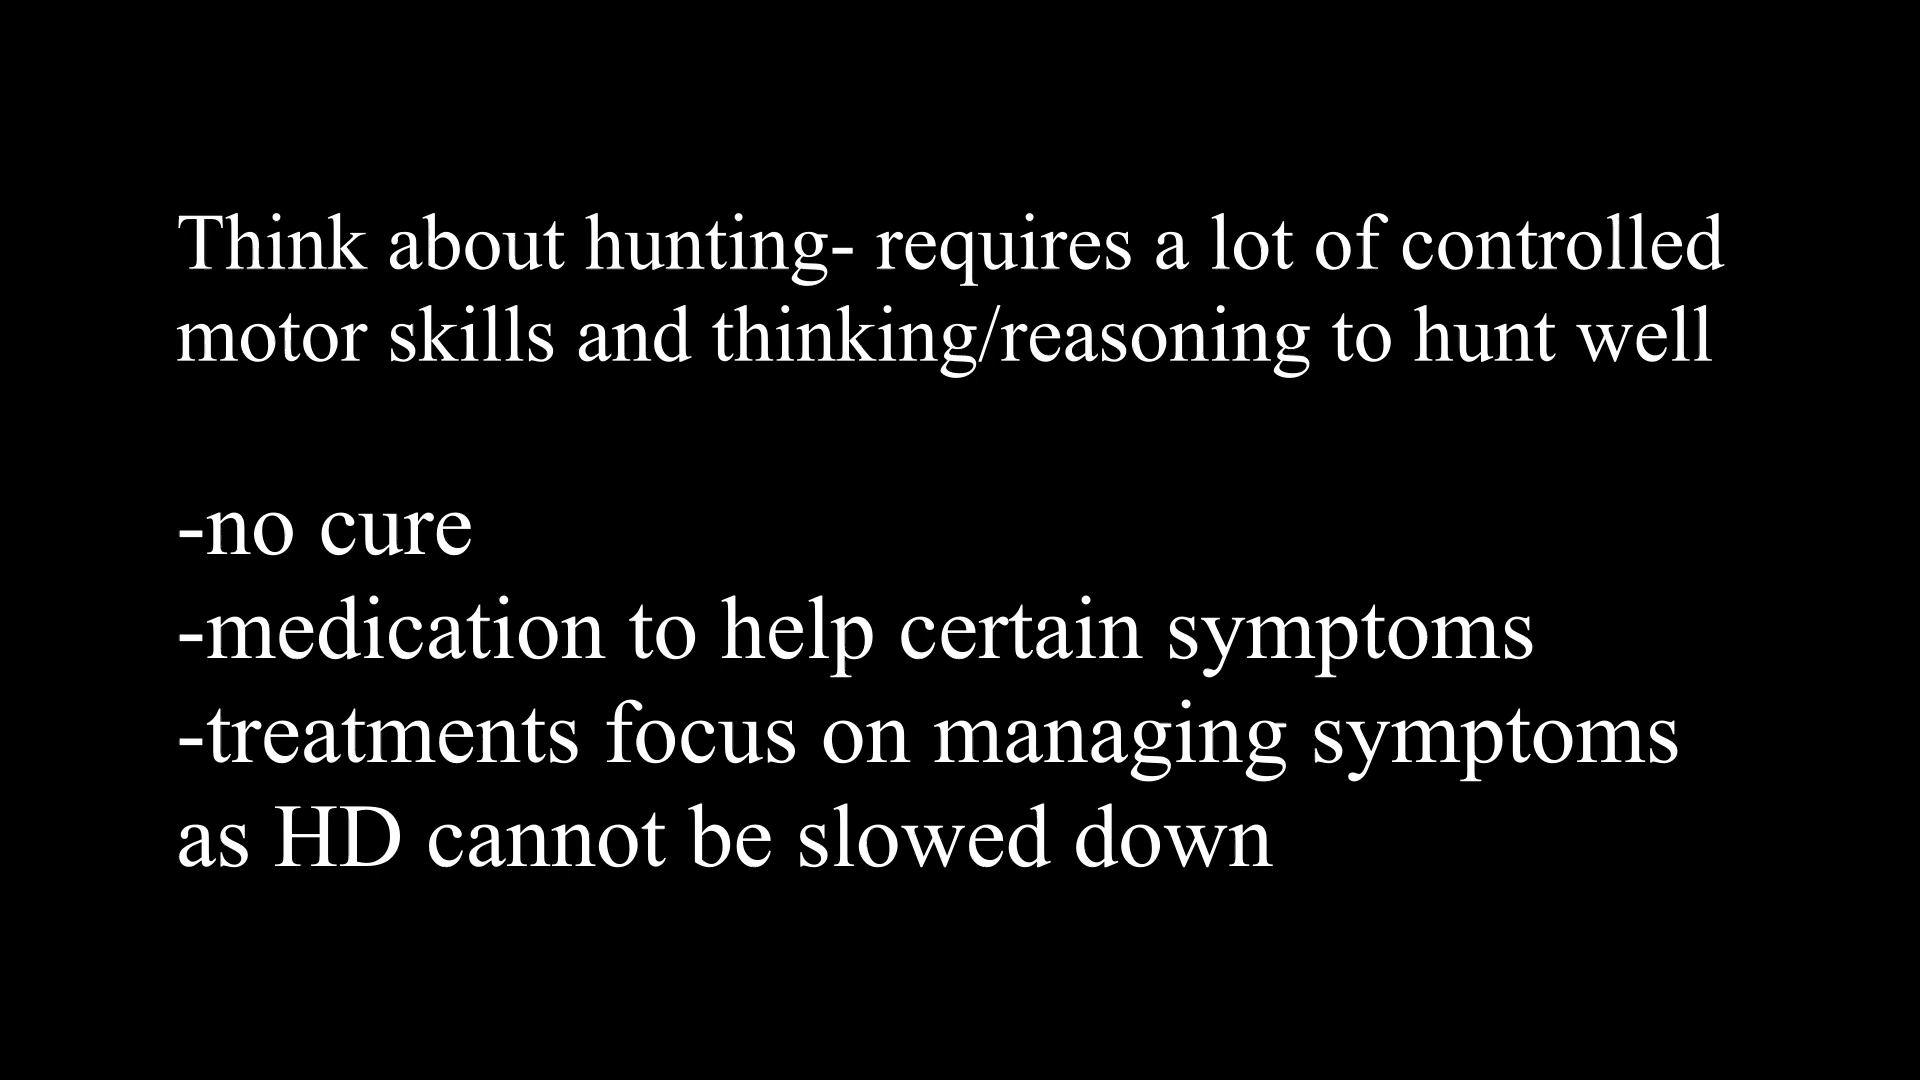 Think about hunting- requires a lot of controlled
motor skills and thinking/reasoning to hunt well
-no cure
-medication to help certain symptoms
-treatments focus on managing symptoms
as HD cannot be slowed down